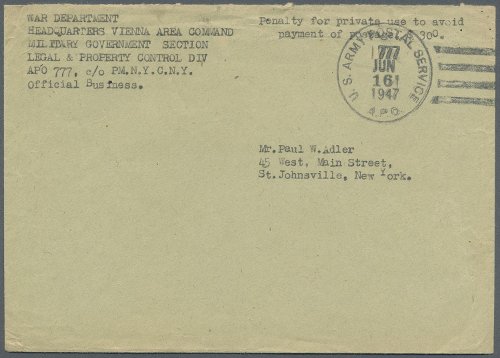 WAR DEPARTMENT
HEADQUARTERS VIENNA AREA COMMAND
MILITARY GOVERNMENT SECTION
LEGAL & PROPERTY CONTROL DIV
APO 777, c/o PM.N.Y.C.N.Y.
Official Business.
Penalty for private use to avoid
payment of postage, $ 300.
U.S. ARMY POSTAL SERVICE
777
JUN
16
1947
A.P.O.
Mr.Paul W.Adler
45 West, Main Street,
St.Johnsville, New York.